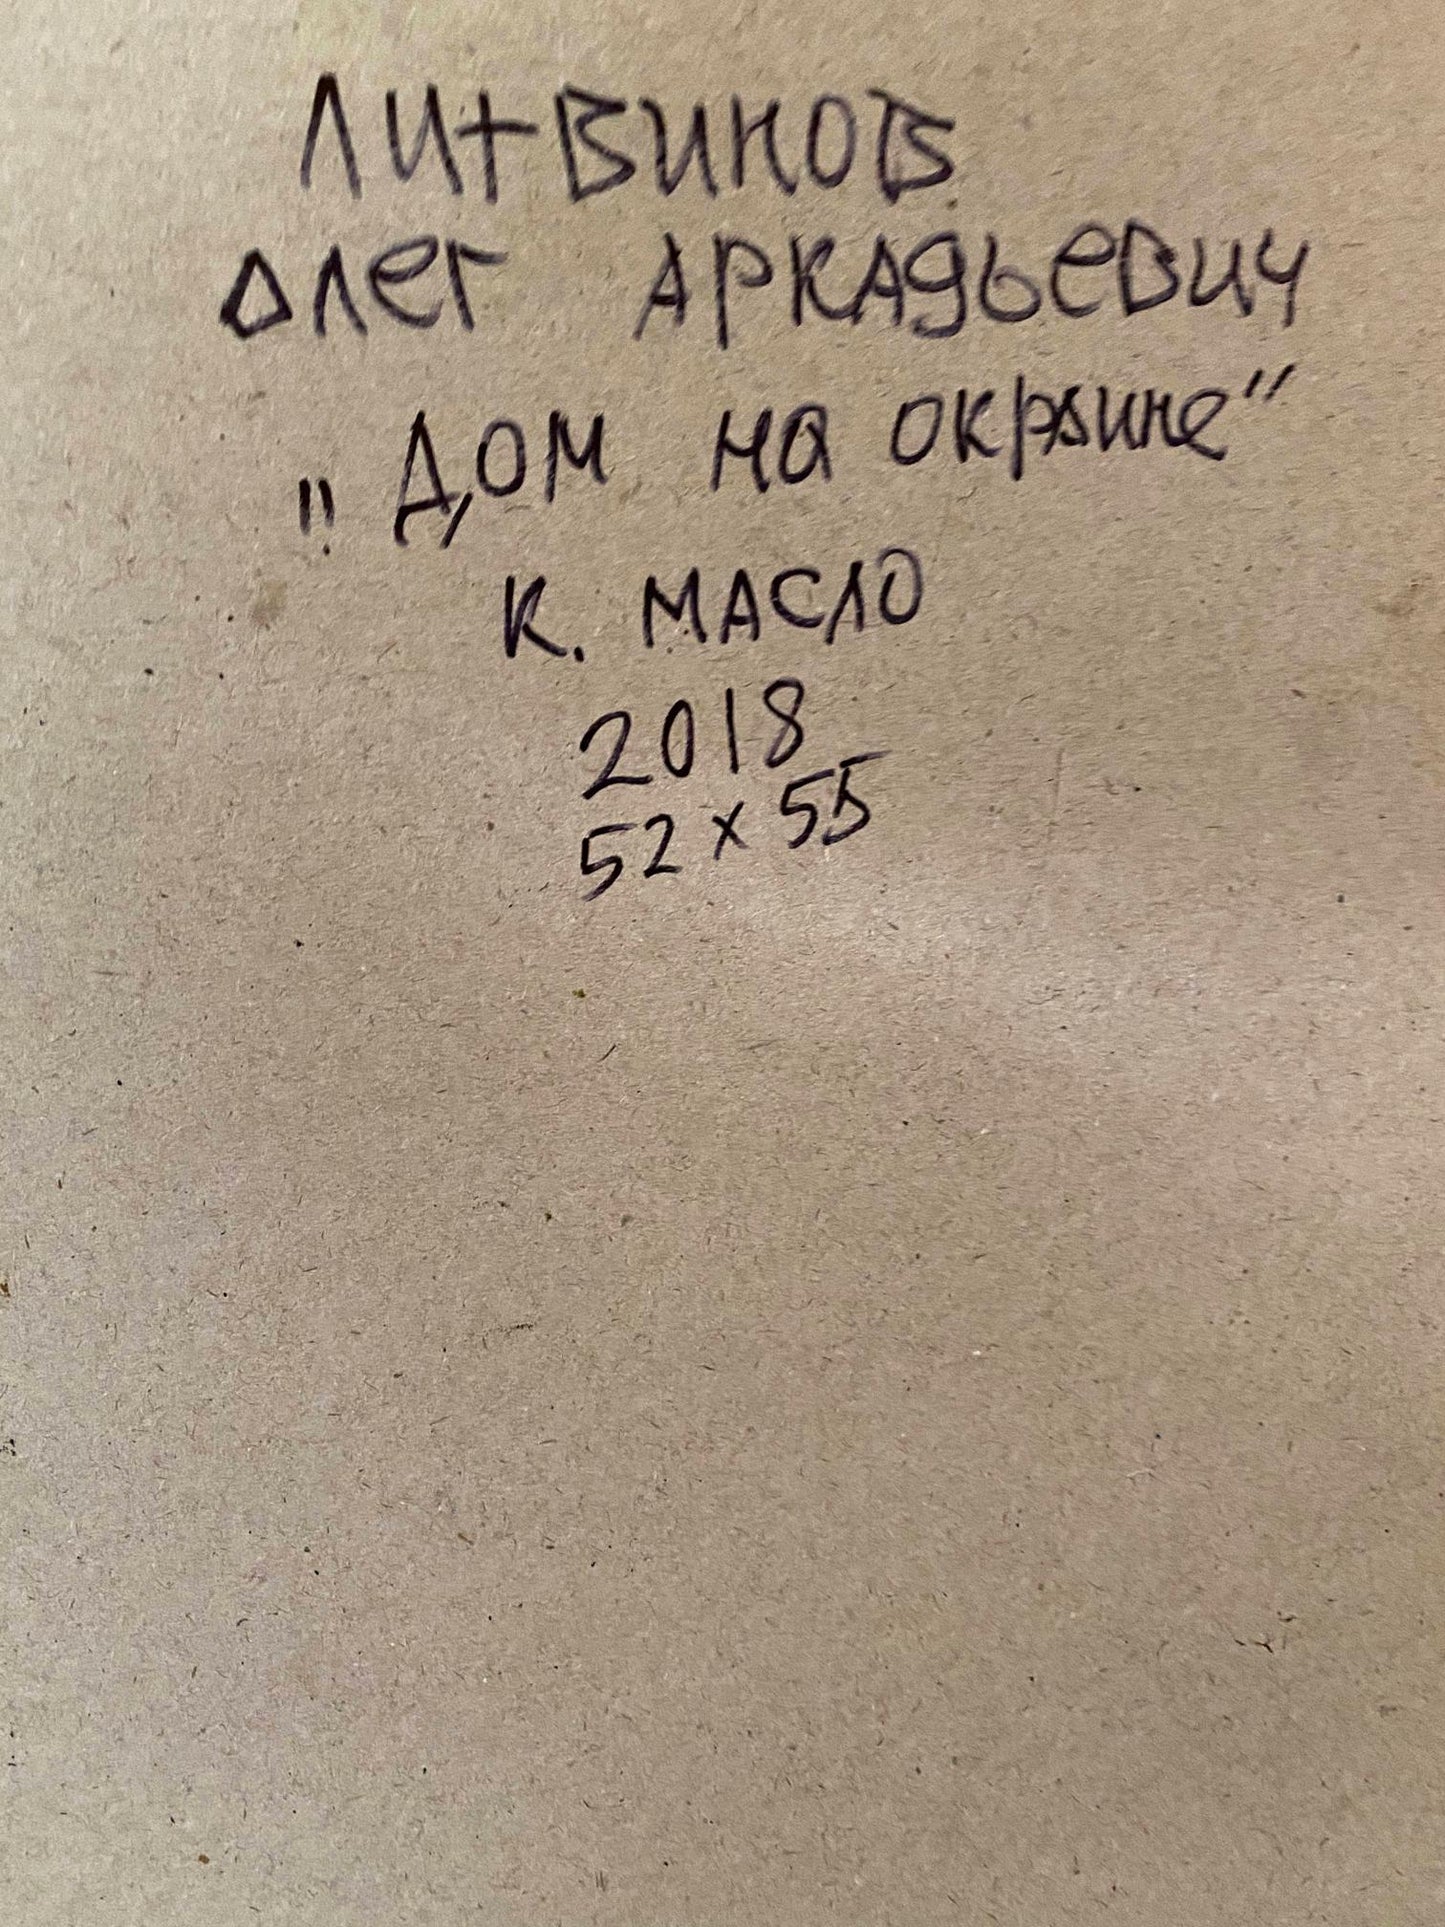 ЛИТВИНОВ
Олег АРКАДЬЕВИЧ
„Дом на окраине"
К. МАСЛО
2018
52 x 55